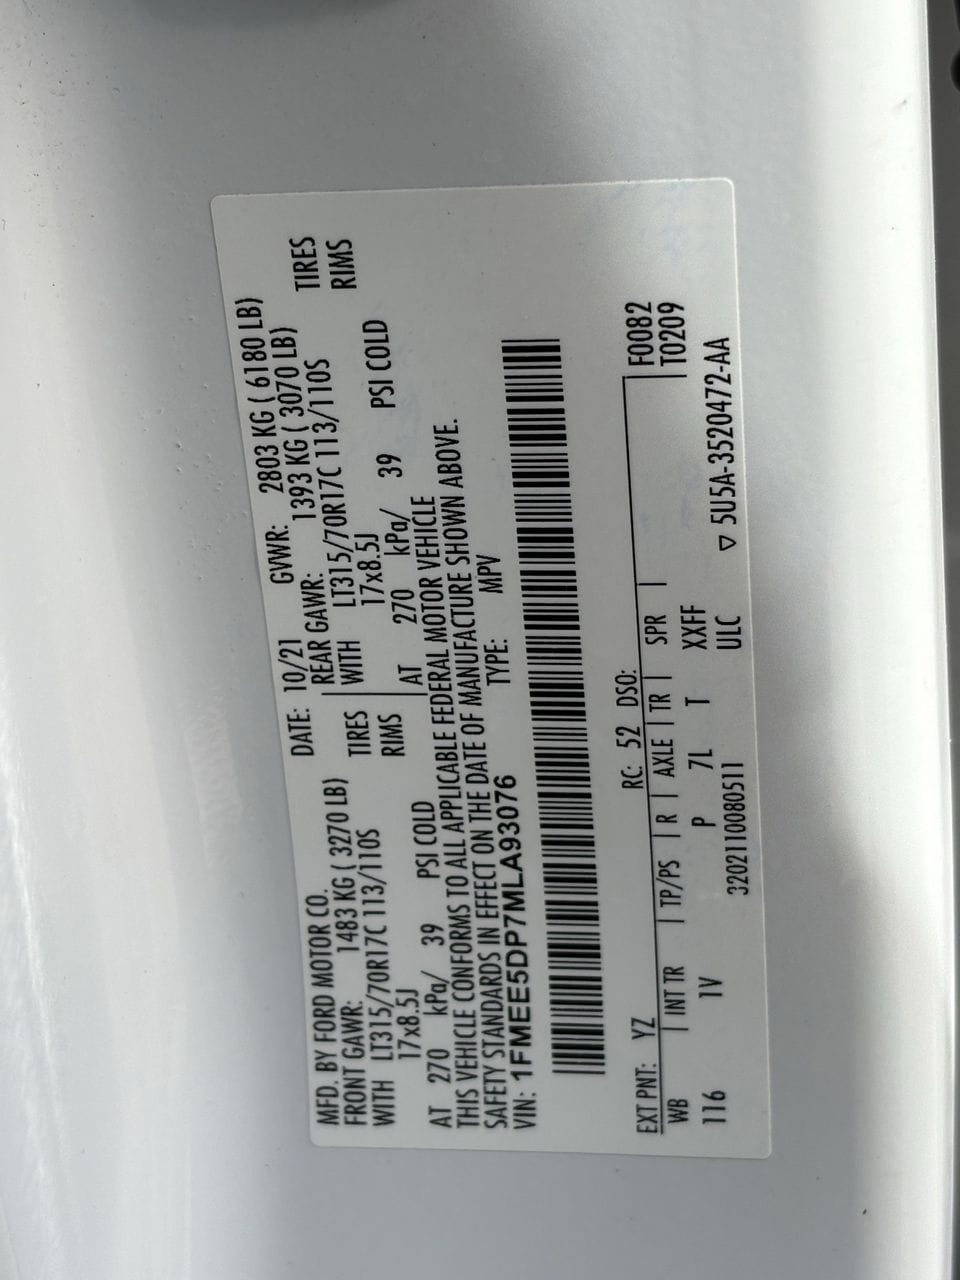 MFD. BY FORD MOTOR CO. DATE: 10/21 GVWR: 2803 KG ( 6180 LB)
FRONT GAWR: 1483 KG ( 3270 LB) REAR GAWR: 1393 KG ( 3070 LB)
WITH LT315/70R17C 113/110S TIRES WITH LT315/70R17C 113/110S TIRES
17x8.5J RIMS 17x8.5J RIMS
AT 270 kPa/ 39 PSI COLD AT 270 kPa/ 39 PSI COLD
THIS VEHICLE CONFORMS TO ALL APPLICABLE FEDERAL MOTOR VEHICLE
SAFETY STANDARDS IN EFFECT ON THE DATE OF MANUFACTURE SHOWN ABOVE.
VIN: 1FMEE5DP7MLA93076 TYPE: MPV
EXT PNT: YZ RC: 52 DSO: F0082
WB | INT TR | TP/PS | R | AXLE | TR | SPR | T0209
116 1V P 7L T XXFF
3202110080511 ULC ▽ 5U5A-3520472-AA